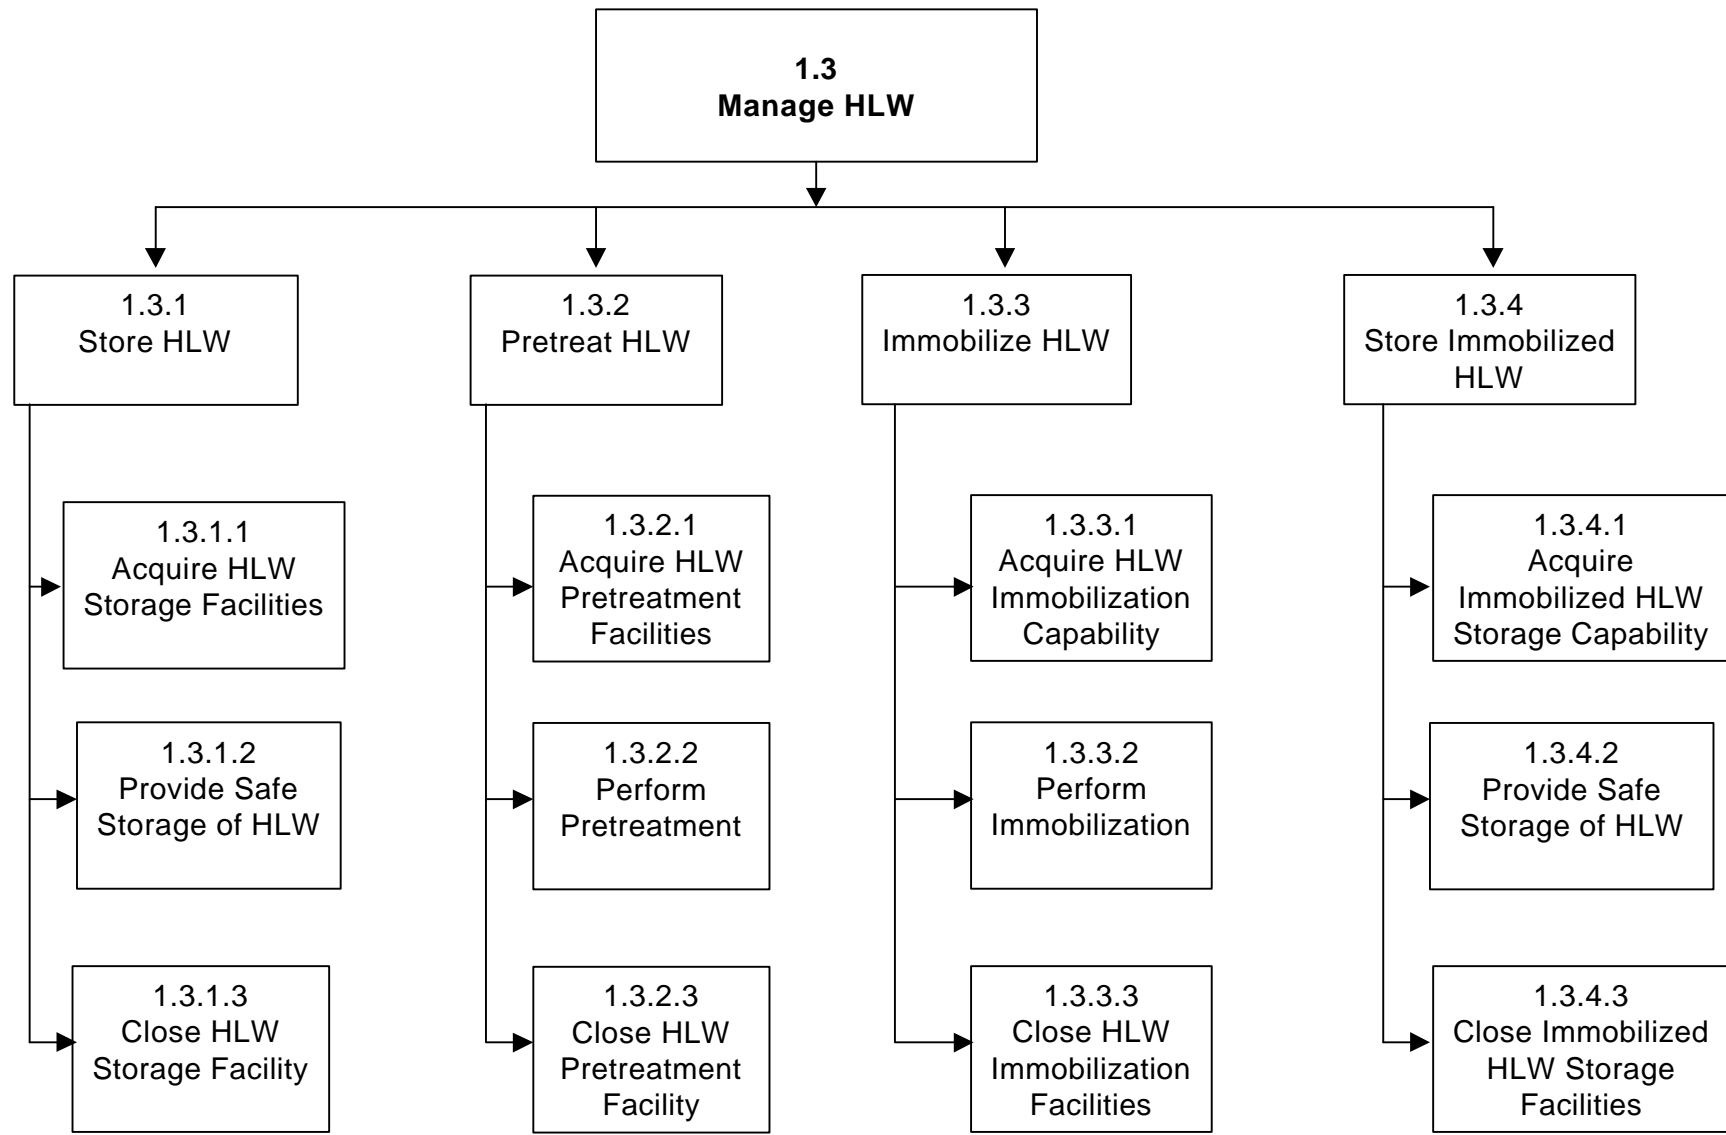 1.3
Manage HLW
1.3.1
Store HLW
1.3.2
Pretreat HLW
1.3.3
Immobilize HLW
1.3.4
Store Immobilized
HLW
1.3.1.1
Acquire HLW
Storage Facilities
1.3.2.1
Acquire HLW
Pretreatment
Facilities
1.3.3.1
Acquire HLW
Immobilization
Capability
1.3.4.1
Acquire
Immobilized HLW
Storage Capability
1.3.1.2
Provide Safe
Storage of HLW
1.3.2.2
Perform
Pretreatment
1.3.3.2
Perform
Immobilization
1.3.4.2
Provide Safe
Storage of HLW
1.3.1.3
Close HLW
Storage Facility
1.3.2.3
Close HLW
Pretreatment
Facility
1.3.3.3
Close HLW
Immobilization
Facilities
1.3.4.3
Close Immobilized
HLW Storage
Facilities